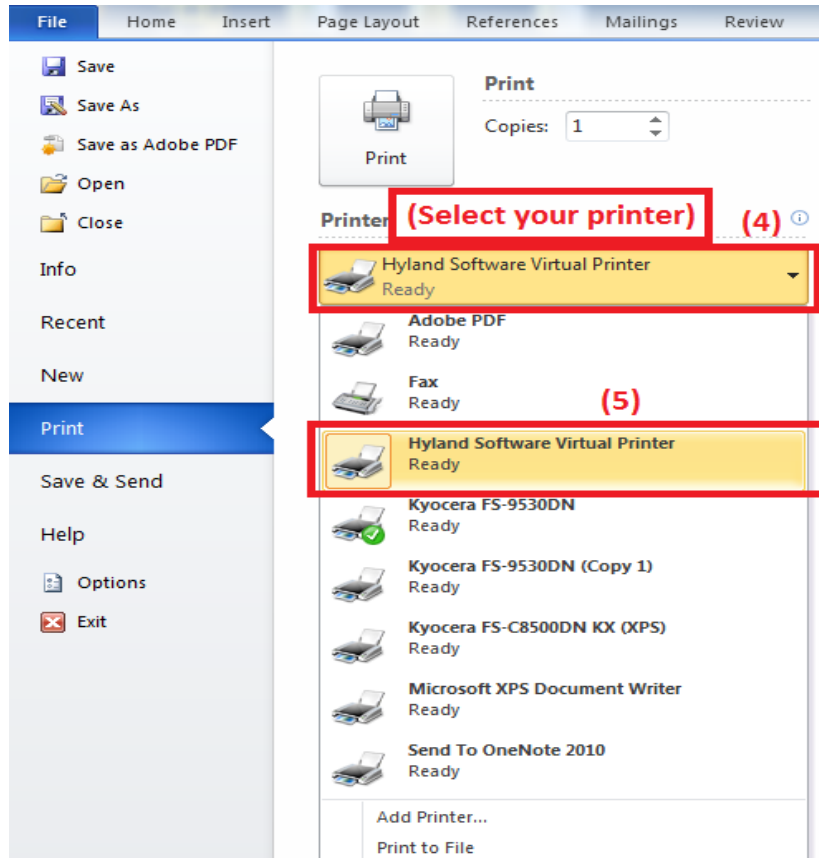 File Home Insert Page Layout References Mailings Review
Save
Save As
Save as Adobe PDF
Open
Close
Info
Recent
New
Print
Save & Send
Help
Options
Exit
Print
Print
Copies: 1
Printer (Select your printer) (4)
Hyland Software Virtual Printer
Ready
Adobe PDF
Ready
Fax
Ready
(5)
Hyland Software Virtual Printer
Ready
Kyocera FS-9530DN
Ready
Kyocera FS-9530DN (Copy 1)
Ready
Kyocera FS-C8500DN KX (XPS)
Ready
Microsoft XPS Document Writer
Ready
Send To OneNote 2010
Ready
Add Printer...
Print to File